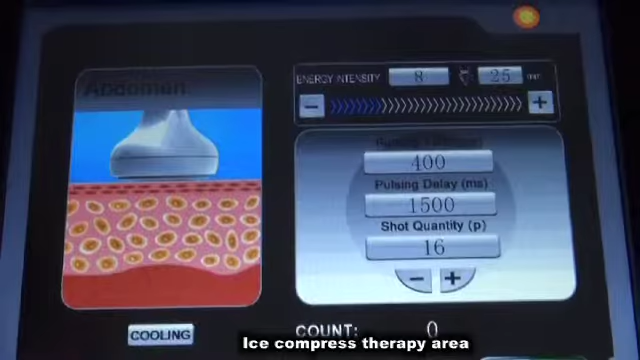 Abdomen
ENERGY INTENSITY 8 25
400
Pulsing Delay (ms)
1500
Shot Quantity (p)
16
COOLING
COUNT: 0
Ice compress therapy area